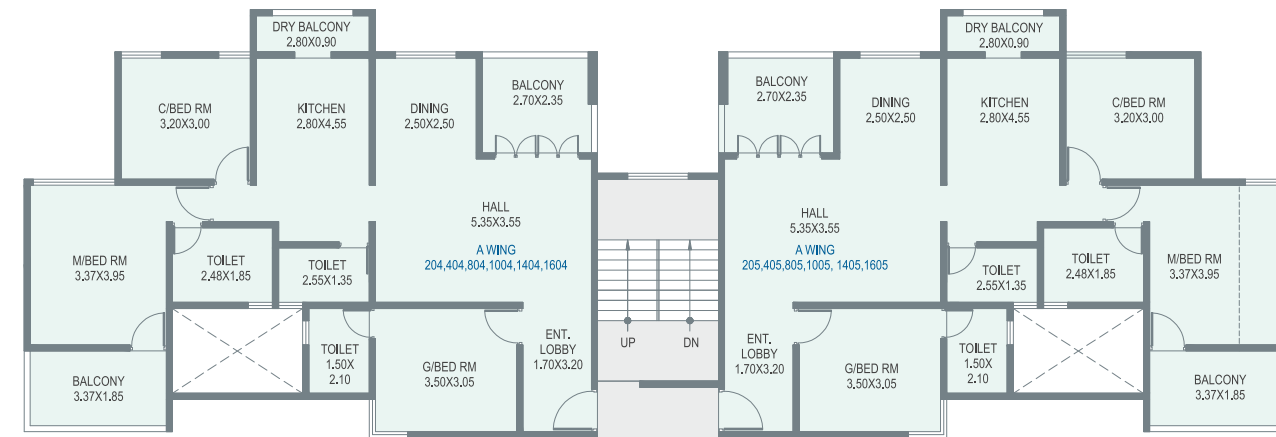 DRY BALCONY
2.80X0.90
C/BED RM
3.20X3.00
KITCHEN
2.80X4.55
DINING
2.50X2.50
BALCONY
2.70X2.35
HALL
5.35X3.55
A WING
204,404,804,1004,1404,1604
M/BED RM
3.37X3.95
TOILET
2.48X1.85
TOILET
2.55X1.35
TOILET
1.50X
2.10
G/BED RM
3.50X3.05
ENT.
LOBBY
1.70X3.20
BALCONY
3.37X1.85
UP
DN
DRY BALCONY
2.80X0.90
BALCONY
2.70X2.35
DINING
2.50X2.50
KITCHEN
2.80X4.55
C/BED RM
3.20X3.00
HALL
5.35X3.55
A WING
205,405,805,1005, 1405,1605
TOILET
2.55X1.35
TOILET
2.48X1.85
M/BED RM
3.37X3.95
ENT.
LOBBY
1.70X3.20
G/BED RM
3.50X3.05
TOILET
1.50X
2.10
BALCONY
3.37X1.85